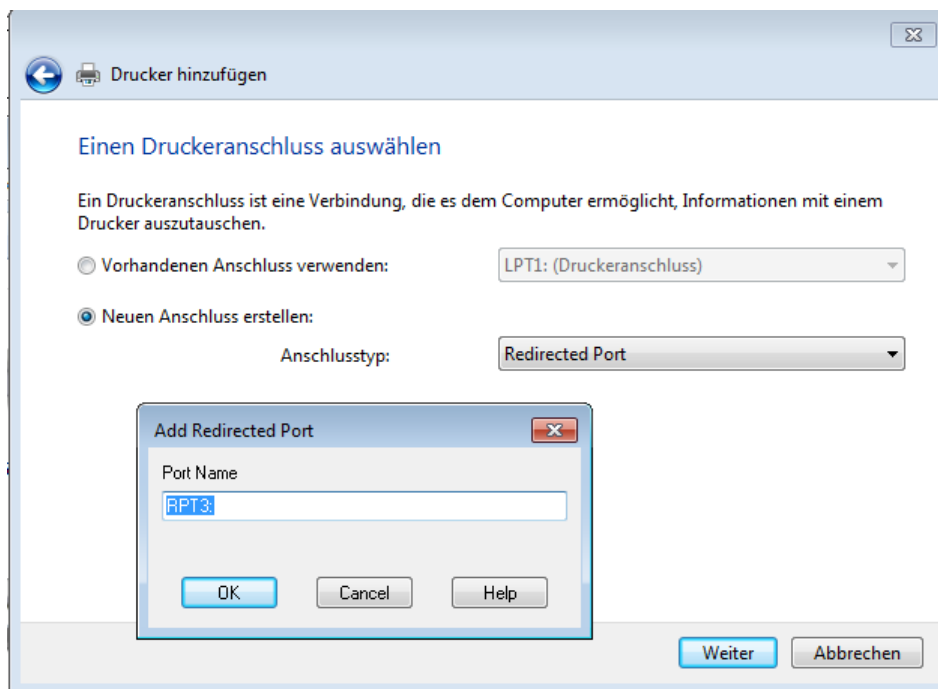 Drucker hinzufügen
Einen Druckeranschluss auswählen
Ein Druckeranschluss ist eine Verbindung, die es dem Computer ermöglicht, Informationen mit einem
Drucker auszutauschen.
Vorhandenen Anschluss verwenden: LPT1: (Druckeranschluss)
Neuen Anschluss erstellen:
Anschlusstyp: Redirected Port
Add Redirected Port
Port Name
RPT3:
OK Cancel Help
Weiter Abbrechen